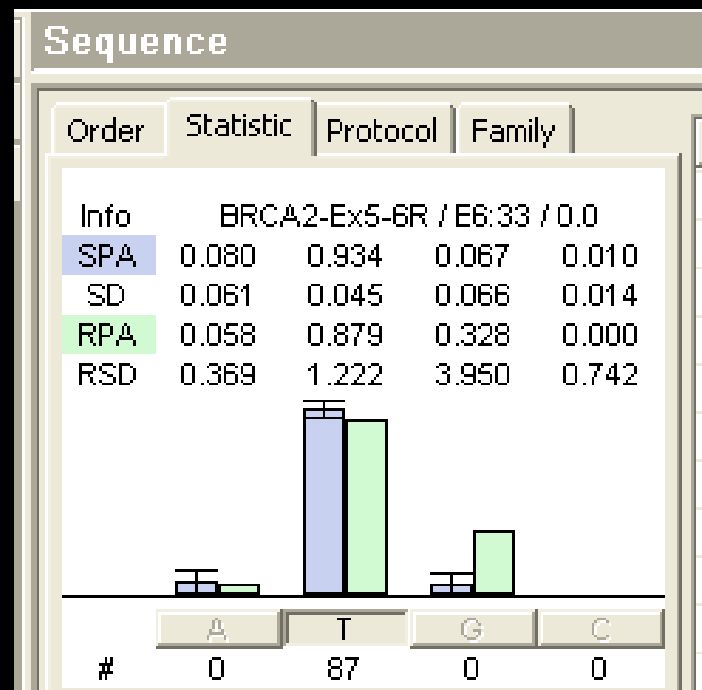 Sequence
Order Statistic Protocol Family
Info BRCA2-Ex5-6R / E6:33 / 0.0
SPA 0.080 0.934 0.067 0.010
SD 0.061 0.045 0.066 0.014
RPA 0.058 0.879 0.328 0.000
RSD 0.369 1.222 3.950 0.742
A T G C
# 0 87 0 0